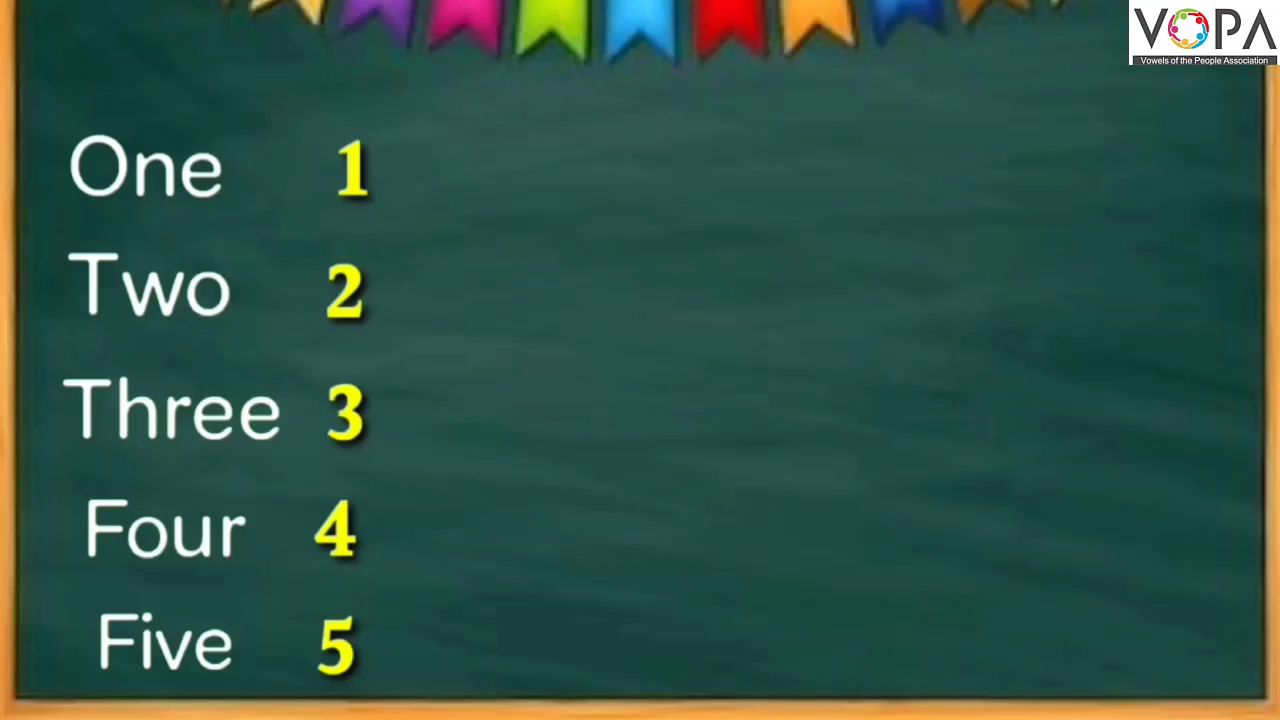 VOPA
Vowels of the People Association
One 1
Two 2
Three 3
Four 4
Five 5